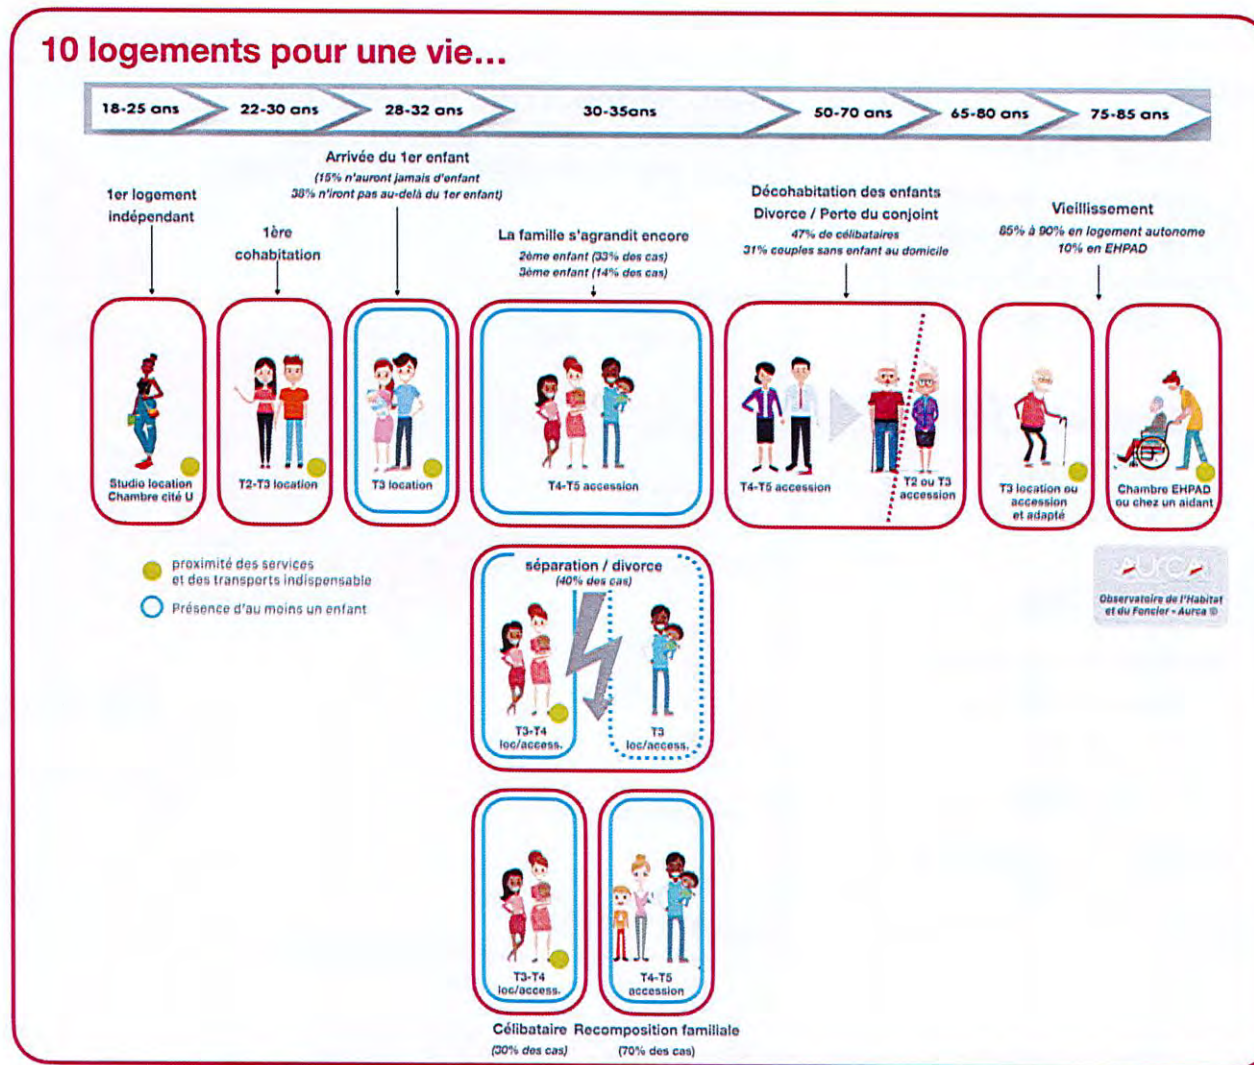 10 logements pour une vie...
18-25 ans
22-30 ans
28-32 ans
30-35ans
50-70 ans
65-80 ans
75-85 ans
1er logement
indépendant
1ère
cohabitation
Arrivée du 1er enfant
(15% n'auront jamais d'enfant
38% n'iront pas au-delà du 1er enfant)
La famille s'agrandit encore
2ème enfant (33% des cas)
3ème enfant (14% des cas)
Décohabitation des enfants
Divorce / Perte du conjoint
47% de célibataires
31% couples sans enfant au domicile
Vieillissement
85% à 90% en logement autonome
10% en EHPAD
Studio location
Chambre cité U
T2-T3 location
T3 location
T4-T5 accession
T4-T5 accession
T2 ou T3
accession
T3 location ou
accession
et adapté
Chambre EHPAD
ou chez un aidant
proximité des services
et des transports indispensable
Présence d'au moins un enfant
séparation / divorce
(40% des cas)
T3-T4
loc/access.
T3
loc/access.
AURCA
Observatoire de l'Habitat
et du Foncier - Aurca ©
T3-T4
loc/access.
T4-T5
accession
Célibataire
(30% des cas)
Recomposition familiale
(70% des cas)